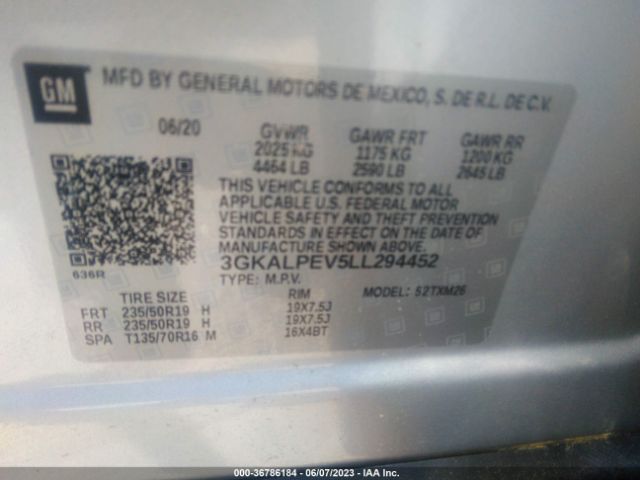 GM
MFD BY GENERAL MOTORS DE MEXICO, S. DE R.L. DE C.V.
06/20 GVWR GAWR FRT GAWR RR
2025 KG 1175 KG 1200 KG
4464 LB 2590 LB 2645 LB
THIS VEHICLE CONFORMS TO ALL
APPLICABLE U.S. FEDERAL MOTOR
VEHICLE SAFETY AND THEFT PREVENTION
STANDARDS IN EFFECT ON THE DATE
OF MANUFACTURE SHOWN ABOVE.
636R 3GKALPEV5LL294452
TYPE: M.P.V. MODEL: 52TXM26
TIRE SIZE RIM
FRT 235/50R19 H 19X7.5J
RR 235/50R19 H 19X7.5J
SPA T135/70R16 M 16X4BT
000-36786184 - 06/07/2023 - IAA Inc.